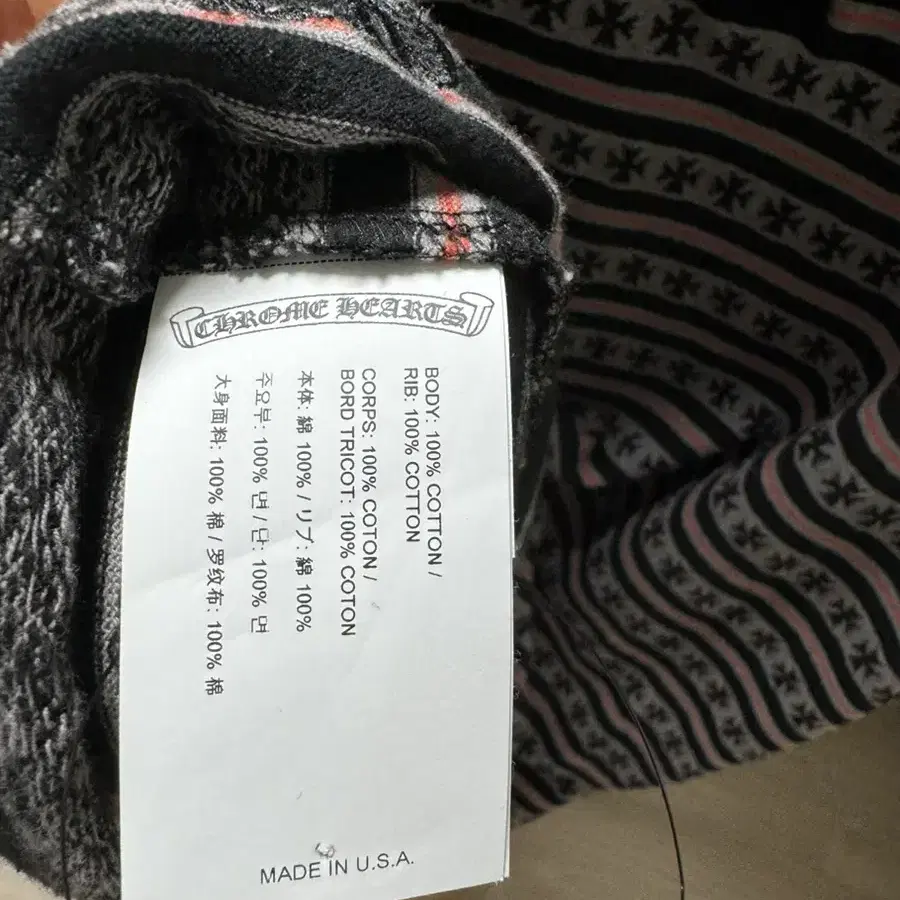 CHROME HEARTS
BODY: 100% COTTON /
RIB: 100% COTTON
CORPS: 100% COTON /
BORD TRICOT: 100% COTON
本体: 綿 100% / リブ: 綿 100%
주요부: 100% 면 / 단: 100% 면
大身面料: 100% 棉 / 罗纹布: 100% 棉
MADE IN U.S.A.